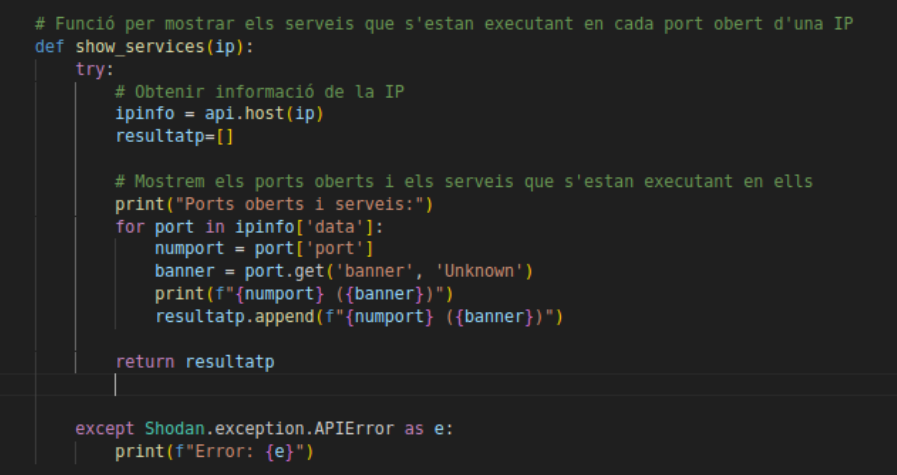 # Funció per mostrar els serveis que s'estan executant en cada port obert d'una IP
def show_services(ip):
    try:
        # Obtenir informació de la IP
        ipinfo = api.host(ip)
        resultatp=[]
        # Mostrem els ports oberts i els serveis que s'estan executant en ells
        print("Ports oberts i serveis:")
        for port in ipinfo['data']:
            numport = port['port']
            banner = port.get('banner', 'Unknown')
            print(f"{numport} ({banner})")
            resultatp.append(f"{numport} ({banner})")
        return resultatp
    except Shodan.exception.APIError as e:
        print(f"Error: {e}")